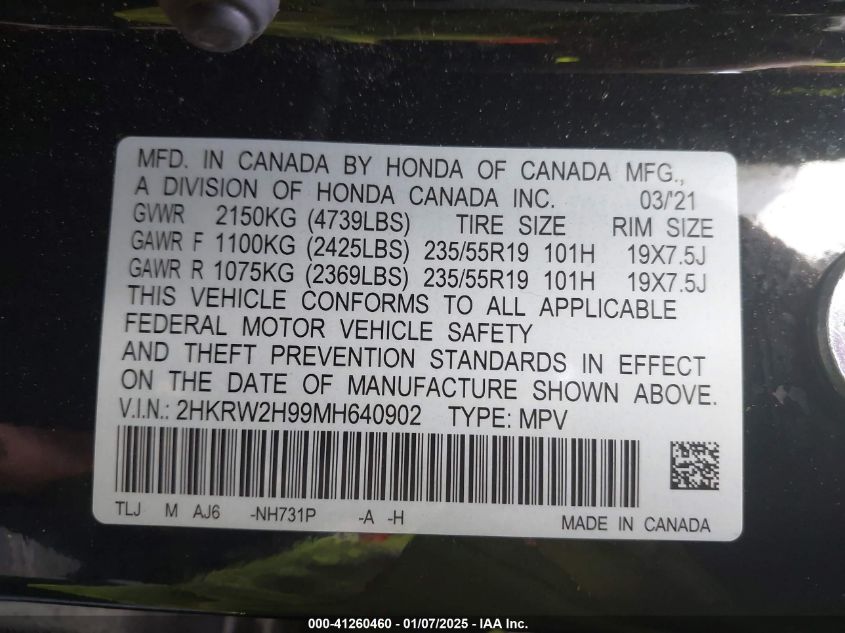 MFD. IN CANADA BY HONDA OF CANADA MFG.,
A DIVISION OF HONDA CANADA INC. 03/'21
GVWR 2150KG (4739LBS) TIRE SIZE RIM SIZE
GAWR F 1100KG (2425LBS) 235/55R19 101H 19X7.5J
GAWR R 1075KG (2369LBS) 235/55R19 101H 19X7.5J
THIS VEHICLE CONFORMS TO ALL APPLICABLE
FEDERAL MOTOR VEHICLE SAFETY
AND THEFT PREVENTION STANDARDS IN EFFECT
ON THE DATE OF MANUFACTURE SHOWN ABOVE.
V.I.N.: 2HKRW2H99MH640902 TYPE: MPV
TLJ M AJ6 -NH731P -A -H
MADE IN CANADA
000-41260460 - 01/07/2025 - IAA Inc.